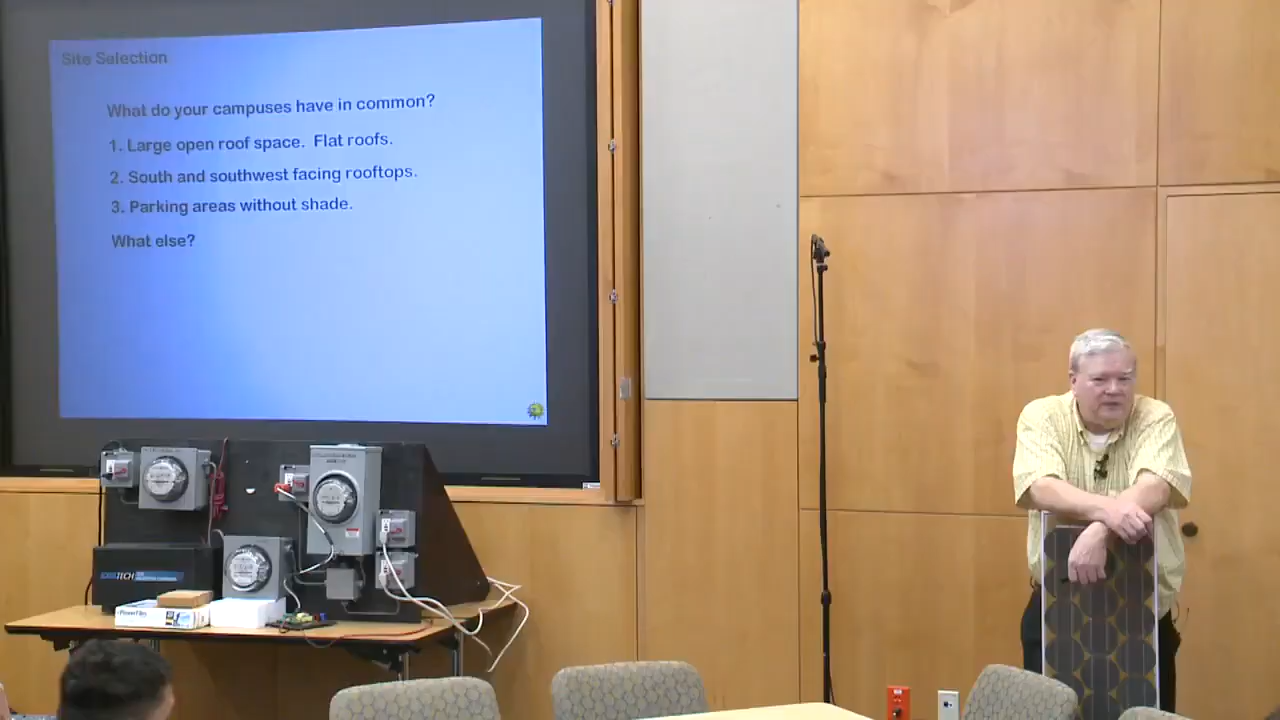 Site Selection
What do your campuses have in common?
1. Large open roof space. Flat roofs.
2. South and southwest facing rooftops.
3. Parking areas without shade.
What else?
PowerFilm